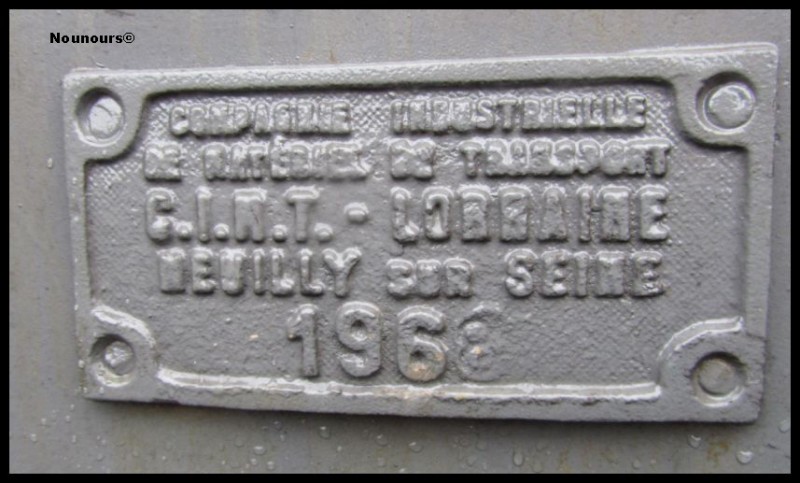 Nounours©
COMPAGNIE INDUSTRIELLE
DE MATÉRIEL DE TRANSPORT
C.I.M.T. - LORRAINE
NEUILLY SUR SEINE
1968